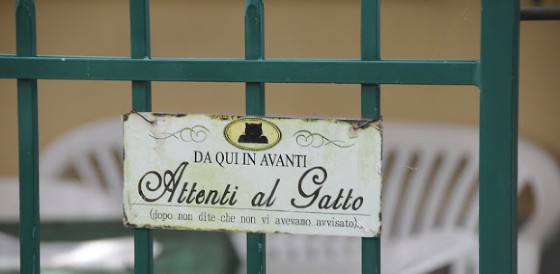 DA QUI IN AVANTI
Attenti al Gatto
(dopo non dite che non vi avevamo avvisato)